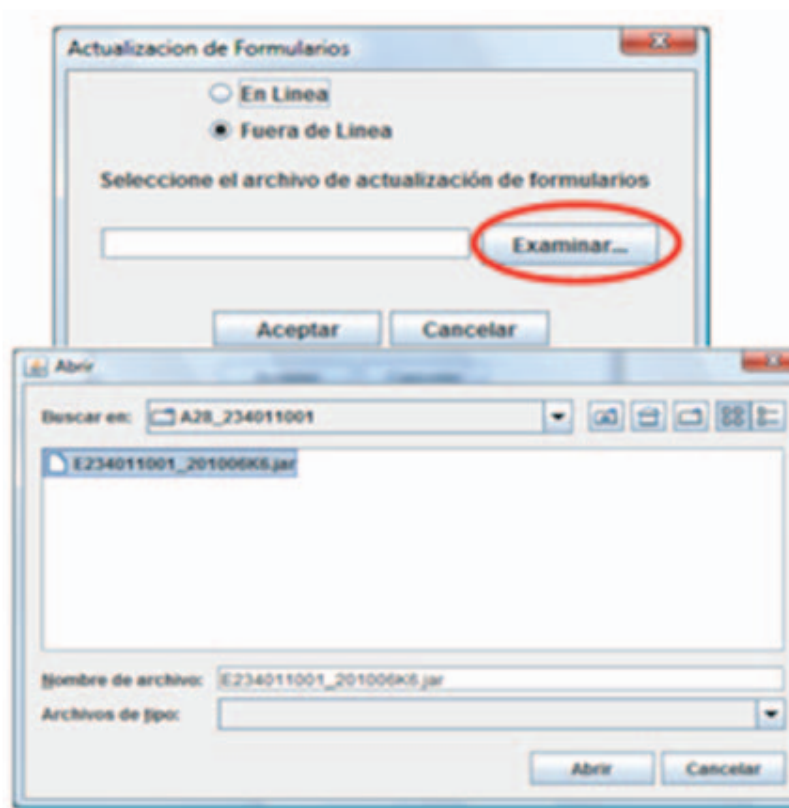 Actualizacion de Formularios
En Linea
Fuera de Linea
Seleccione el archivo de actualización de formularios
Examinar...
Aceptar Cancelar
Abrir
Buscar en: A28_234011001
E234011001_201006K6.jar
Nombre de archivo: E234011001_201006K6.jar
Archivos de tipo:
Abrir Cancelar